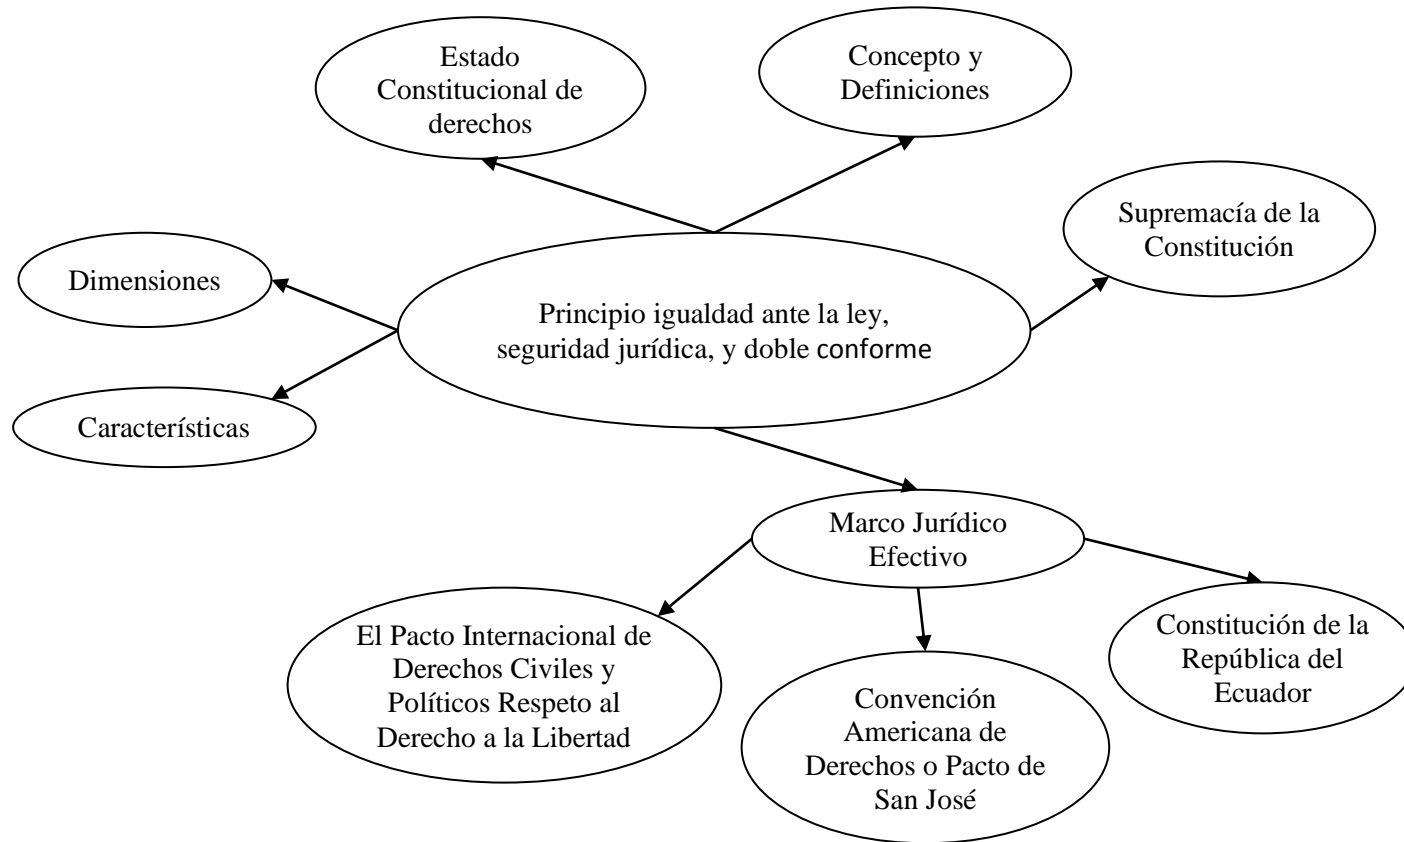 Estado
Constitucional de
derechos
Concepto y
Definiciones
Supremacía de la
Constitución
Dimensiones
Principio igualdad ante la ley,
seguridad jurídica, y doble conforme
Característícas
Marco Jurídico
Efectivo
El Pacto Internacional de
Derechos Civiles y
Políticos Respeto al
Derecho a la Libertad
Convención
Americana de
Derechos o Pacto de
San José
Constitución de la
República del
Ecuador